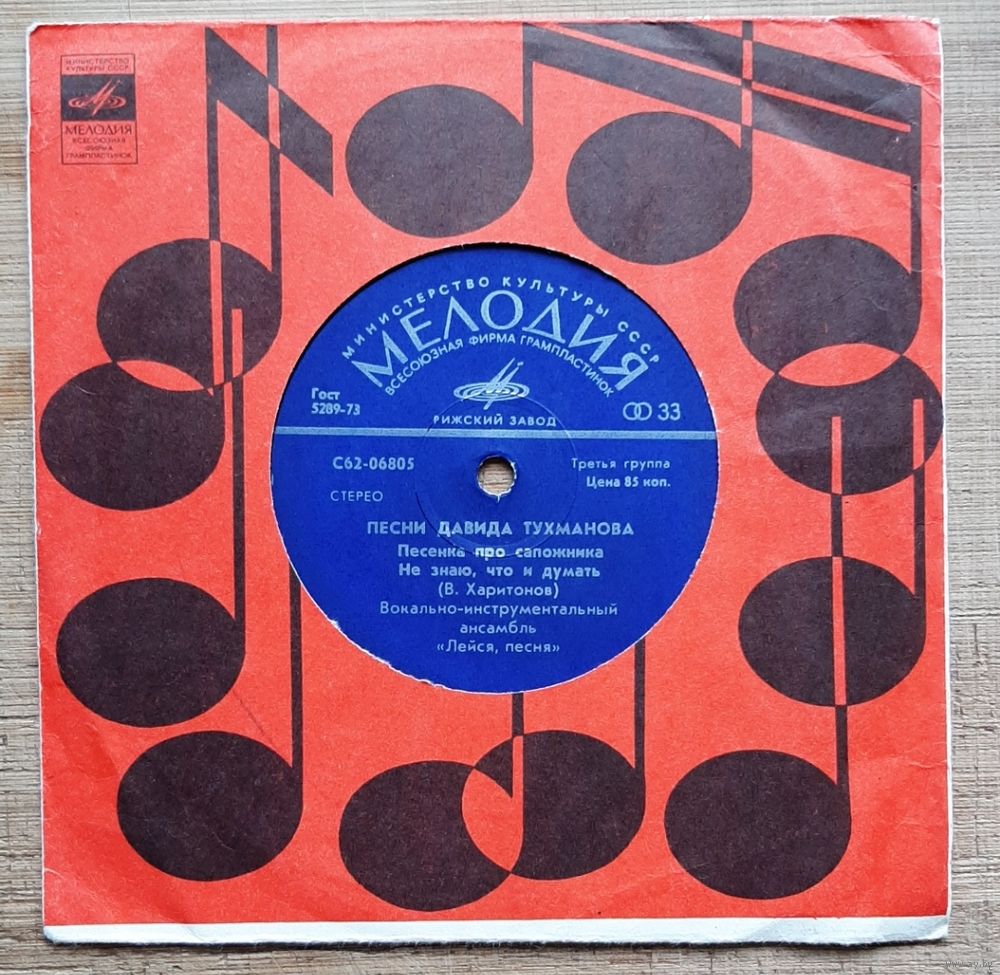 МИНИСТЕРСТВО
КУЛЬТУРЫ СССР
МЕЛОДИЯ
ВСЕСОЮЗНАЯ
ФИРМА
ГРАМПЛАСТИНОК
МИНИСТЕРСТВО КУЛЬТУРЫ СССР
МЕЛОДИЯ
ВСЕСОЮЗНАЯ ФИРМА ГРАМПЛАСТИНОК
Гост
5289-73
33
РИЖСКИЙ ЗАВОД
С62-06805
Третья группа
Цена 85 коп.
СТЕРЕО
ПЕСНИ ДАВИДА ТУХМАНОВА
Песенка про сапожника
Не знаю, что и думать
(В. Харитонов)
Вокально-инструментальный
ансамбль
«Лейся, песня»